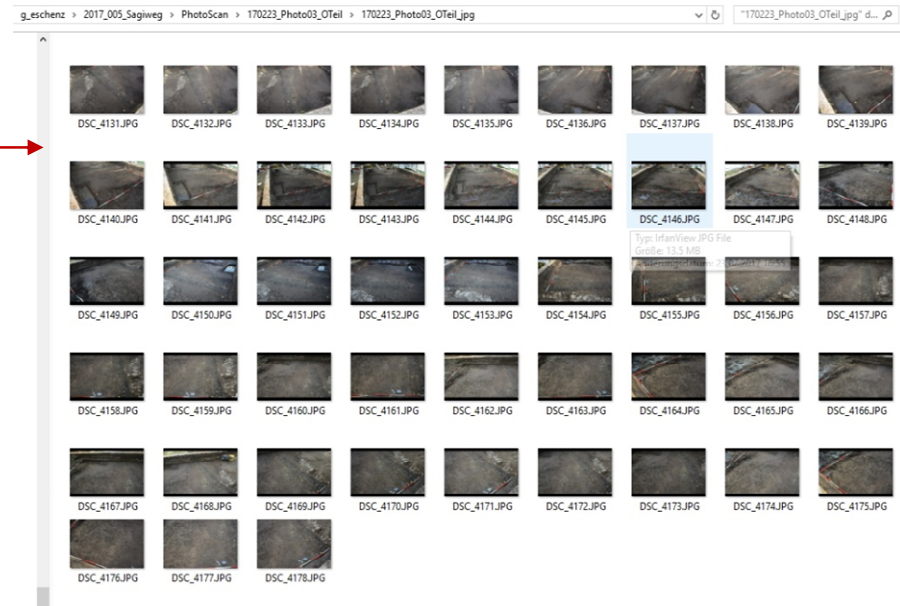 g_eschenz > 2017_005_Sagiweg > PhotoScan > 170223_Photo03_OTeil > 170223_Photo03_OTeil_jpg "170223_Photo03_OTeil_jpg" d...
DSC_4131.JPG DSC_4132.JPG DSC_4133.JPG DSC_4134.JPG DSC_4135.JPG DSC_4136.JPG DSC_4137.JPG DSC_4138.JPG DSC_4139.JPG
DSC_4140.JPG DSC_4141.JPG DSC_4142.JPG DSC_4143.JPG DSC_4144.JPG DSC_4145.JPG DSC_4146.JPG DSC_4147.JPG DSC_4148.JPG
Typ: IrfanView JPG File
Größe: 13.5 MB
DSC_4149.JPG DSC_4150.JPG DSC_4151.JPG DSC_4152.JPG DSC_4153.JPG DSC_4154.JPG DSC_4155.JPG DSC_4156.JPG DSC_4157.JPG
DSC_4158.JPG DSC_4159.JPG DSC_4160.JPG DSC_4161.JPG DSC_4162.JPG DSC_4163.JPG DSC_4164.JPG DSC_4165.JPG DSC_4166.JPG
DSC_4167.JPG DSC_4168.JPG DSC_4169.JPG DSC_4170.JPG DSC_4171.JPG DSC_4172.JPG DSC_4173.JPG DSC_4174.JPG DSC_4175.JPG
DSC_4176.JPG DSC_4177.JPG DSC_4178.JPG